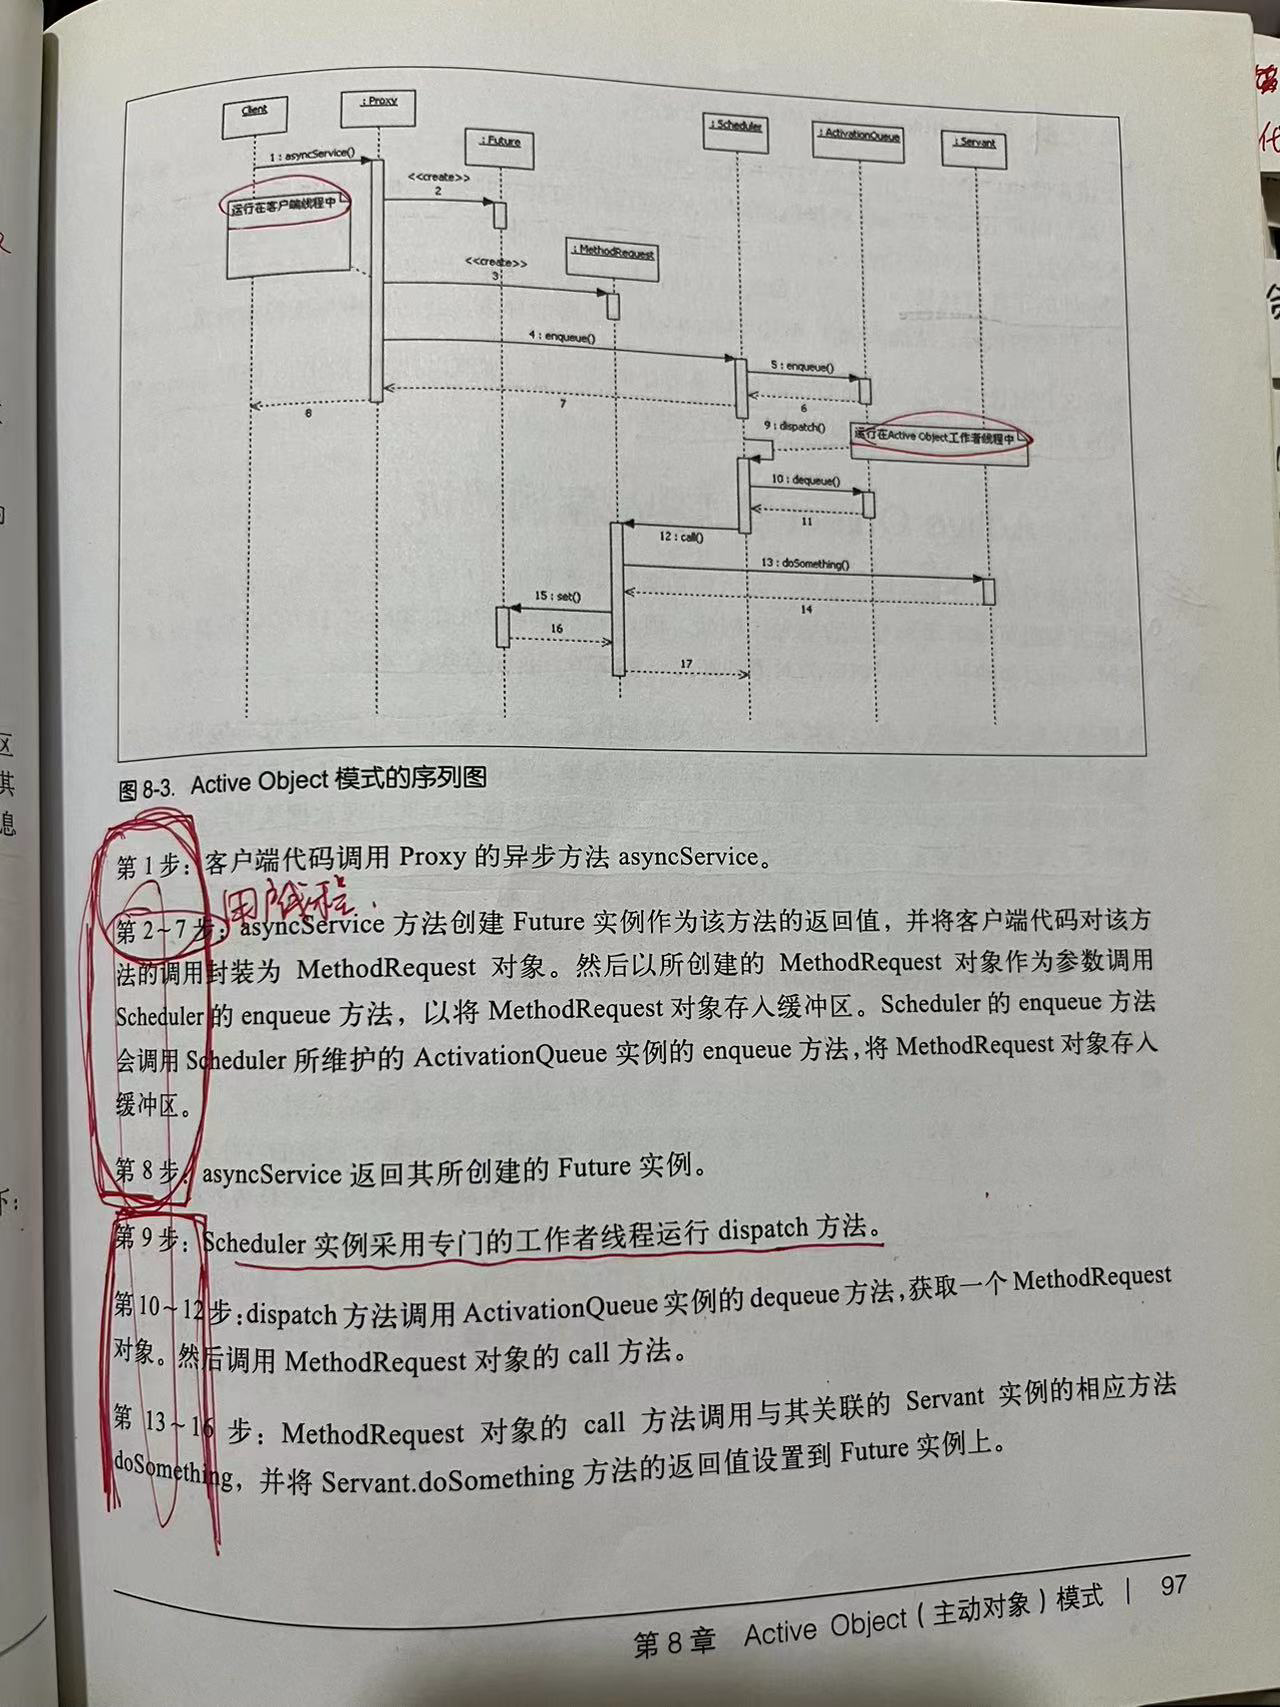 Client
: Proxy
: Future
: Scheduler
: ActivationQueue
: Servant
1 : asyncService()
<<create>>
2
运行在客户端线程中
: MethodRequest
<<create>>
3
4 : enqueue()
5 : enqueue()
6
7
8
9 : dispatch()
运行在Active Object工作者线程中
10 : dequeue()
11
12 : call()
13 : doSomething()
14
15 : set()
16
17
图 8-3. Active Object 模式的序列图
第 1 步：客户端代码调用 Proxy 的异步方法 asyncService。
用户线程.
第 2~7 步：asyncService 方法创建 Future 实例作为该方法的返回值，并将客户端代码对该方
法的调用封装为 MethodRequest 对象。然后以所创建的 MethodRequest 对象作为参数调用
Scheduler 的 enqueue 方法，以将 MethodRequest 对象存入缓冲区。Scheduler 的 enqueue 方法
会调用 Scheduler 所维护的 ActivationQueue 实例的 enqueue 方法，将 MethodRequest 对象存入
缓冲区。
第 8 步：asyncService 返回其所创建的 Future 实例。
第 9 步：Scheduler 实例采用专门的工作者线程运行 dispatch 方法。
第 10~12 步：dispatch 方法调用 ActivationQueue 实例的 dequeue 方法，获取一个 MethodRequest
对象。然后调用 MethodRequest 对象的 call 方法。
第 13~16 步：MethodRequest 对象的 call 方法调用与其关联的 Servant 实例的相应方法
doSomething，并将 Servant.doSomething 方法的返回值设置到 Future 实例上。
第 8 章 Active Object（主动对象）模式 | 97